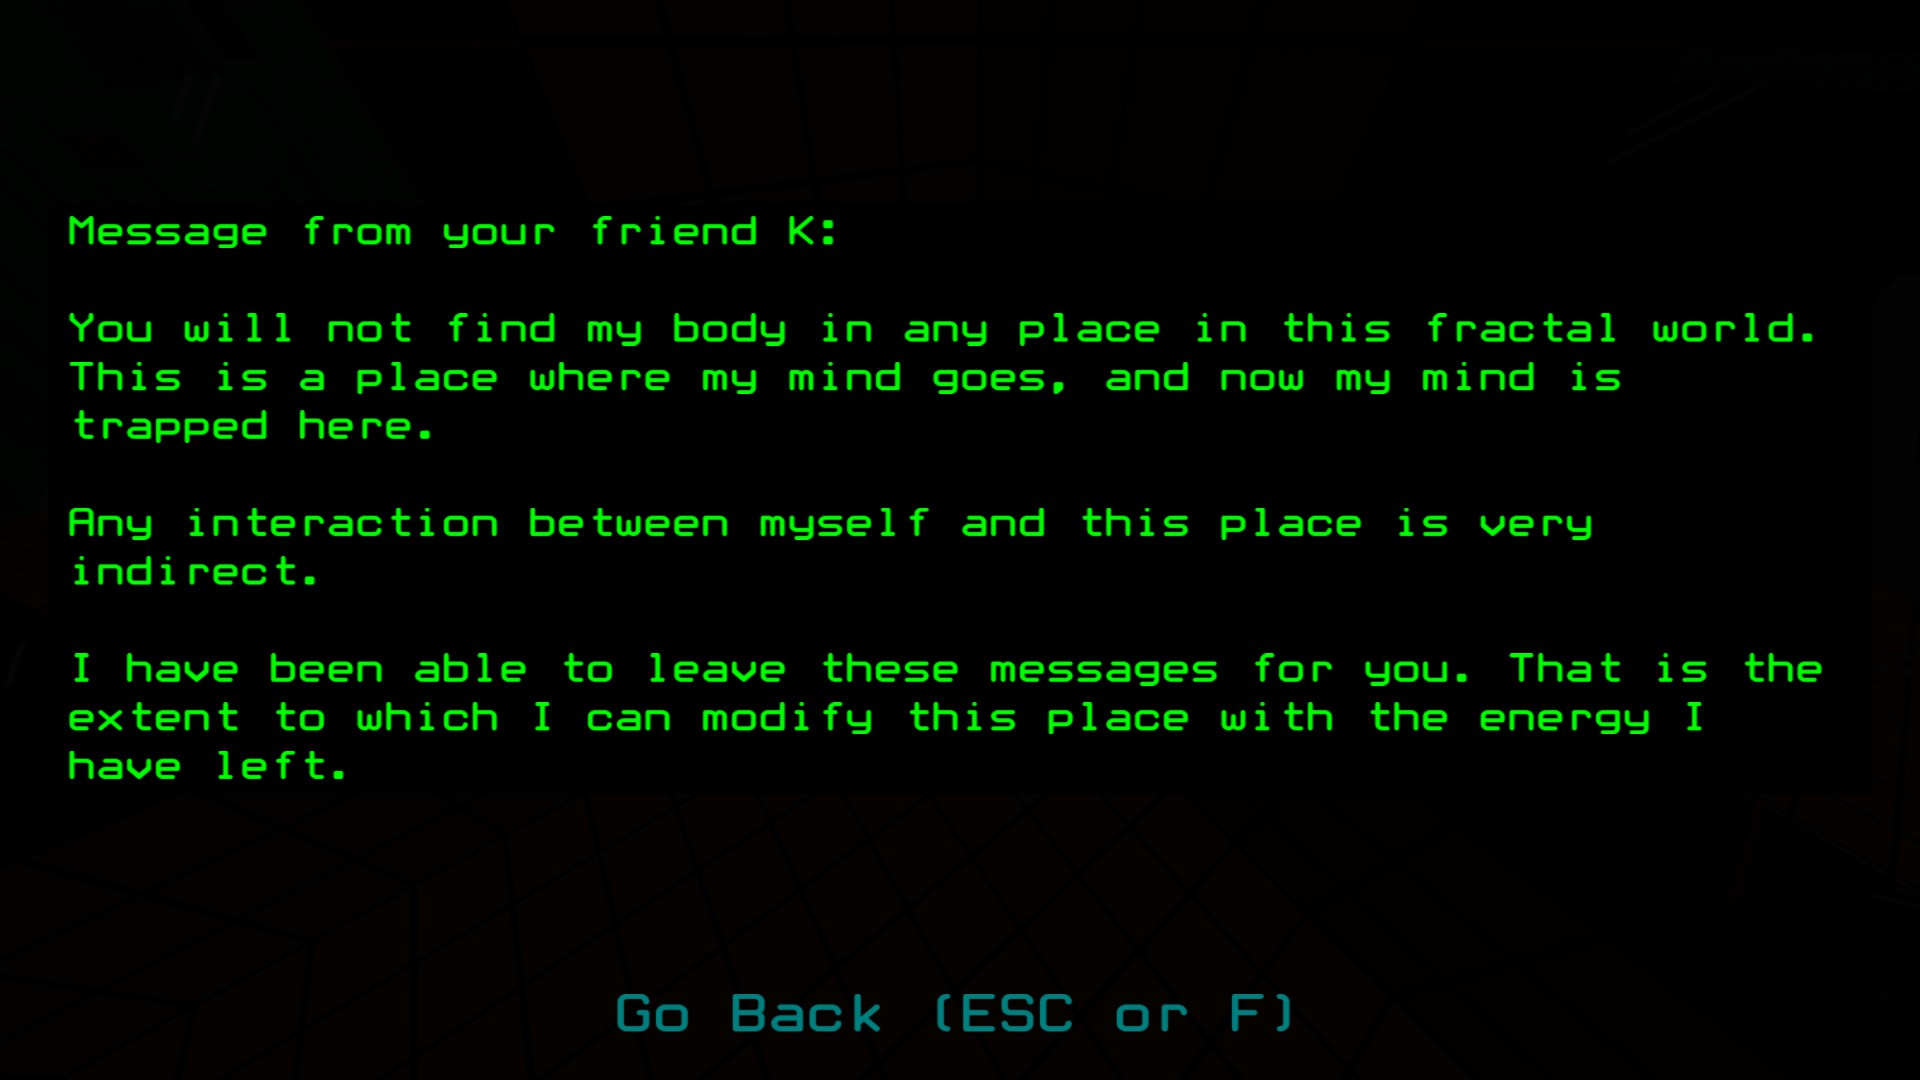 Message from your friend K:
You will not find my body in any place in this fractal world.
This is a place where my mind goes, and now my mind is
trapped here.
Any interaction between myself and this place is very
indirect.
I have been able to leave these messages for you. That is the
extent to which I can modify this place with the energy I
have left.
Go Back (ESC or F)